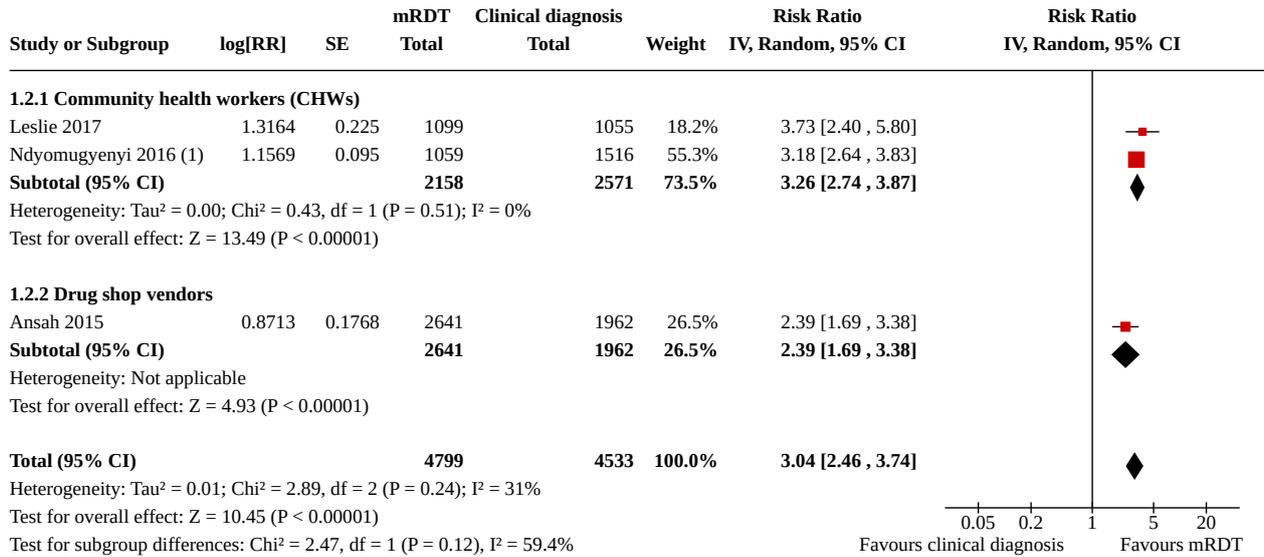 mRDT Clinical diagnosis Risk Ratio Risk Ratio
Study or Subgroup log[RR] SE Total Total Weight IV, Random, 95% CI IV, Random, 95% CI
1.2.1 Community health workers (CHWs)
Leslie 2017 1.3164 0.225 1099 1055 18.2% 3.73 [2.40 , 5.80]
Ndyomugyenyi 2016 (1) 1.1569 0.095 1059 1516 55.3% 3.18 [2.64 , 3.83]
Subtotal (95% CI) 2158 2571 73.5% 3.26 [2.74 , 3.87]
Heterogeneity: Tau² = 0.00; Chi² = 0.43, df = 1 (P = 0.51); I² = 0%
Test for overall effect: Z = 13.49 (P < 0.00001)
1.2.2 Drug shop vendors
Ansah 2015 0.8713 0.1768 2641 1962 26.5% 2.39 [1.69 , 3.38]
Subtotal (95% CI) 2641 1962 26.5% 2.39 [1.69 , 3.38]
Heterogeneity: Not applicable
Test for overall effect: Z = 4.93 (P < 0.00001)
Total (95% CI) 4799 4533 100.0% 3.04 [2.46 , 3.74]
Heterogeneity: Tau² = 0.01; Chi² = 2.89, df = 2 (P = 0.24); I² = 31%
Test for overall effect: Z = 10.45 (P < 0.00001)
0.05 0.2 1 5 20
Test for subgroup differences: Chi² = 2.47, df = 1 (P = 0.12), I² = 59.4% Favours clinical diagnosis Favours mRDT